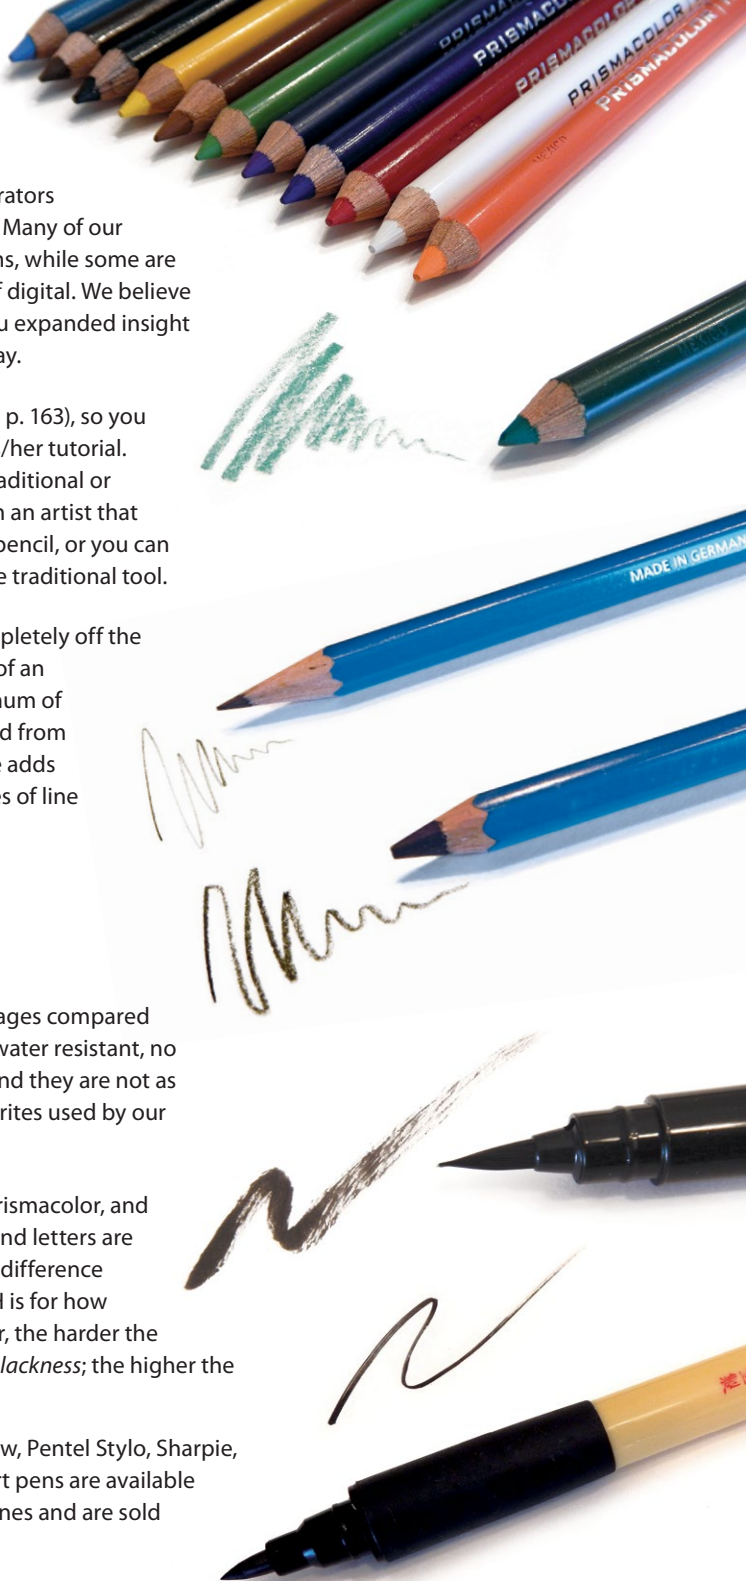 PRISMACOLOR
PRISMACOLOR
PRISMACOLOR
PRISMACOLOR
PRISMACOLOR
MEXICO
rators
Many of our
ns, while some are
f digital. We believe
u expanded insight
ay.
MEXICO
p. 163), so you
/her tutorial.
aditional or
n an artist that
pencil, or you can
e traditional tool.
MADE IN GERMAN
pletely off the
of an
num of
d from
e adds
es of line
ages compared
water resistant, no
nd they are not as
rites used by our
rismacolor, and
nd letters are
difference
H is for how
r, the harder the
lackness; the higher the
w, Pentel Stylo, Sharpie,
rt pens are available
nes and are sold